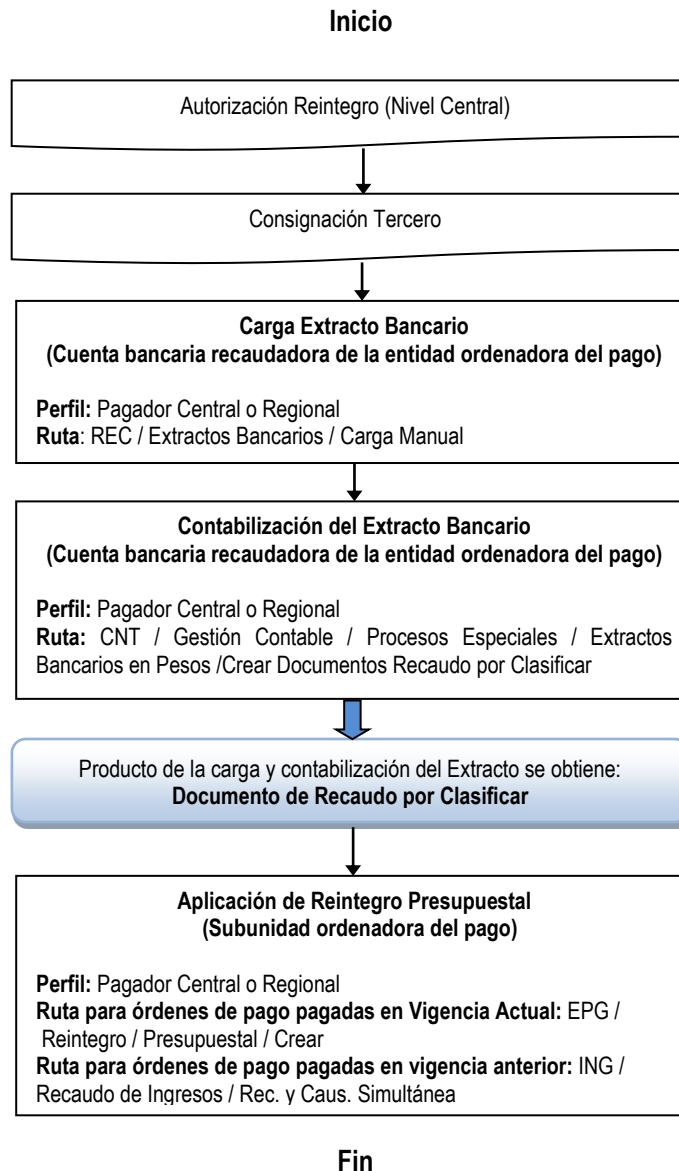 Inicio
Autorización Reintegro (Nivel Central)
Consignación Tercero
Carga Extracto Bancario
(Cuenta bancaria recaudadora de la entidad ordenadora del pago)
Perfil: Pagador Central o Regional
Ruta: REC / Extractos Bancarios / Carga Manual
Contabilización del Extracto Bancario
(Cuenta bancaria recaudadora de la entidad ordenadora del pago)
Perfil: Pagador Central o Regional
Ruta: CNT / Gestión Contable / Procesos Especiales / Extractos
Bancarios en Pesos /Crear Documentos Recaudo por Clasificar
Producto de la carga y contabilización del Extracto se obtiene:
Documento de Recaudo por Clasificar
Aplicación de Reintegro Presupuestal
(Subunidad ordenadora del pago)
Perfil: Pagador Central o Regional
Ruta para órdenes de pago pagadas en Vigencia Actual: EPG /
Reintegro / Presupuestal / Crear
Ruta para órdenes de pago pagadas en vigencia anterior: ING /
Recaudo de Ingresos / Rec. y Caus. Simultánea
Fin